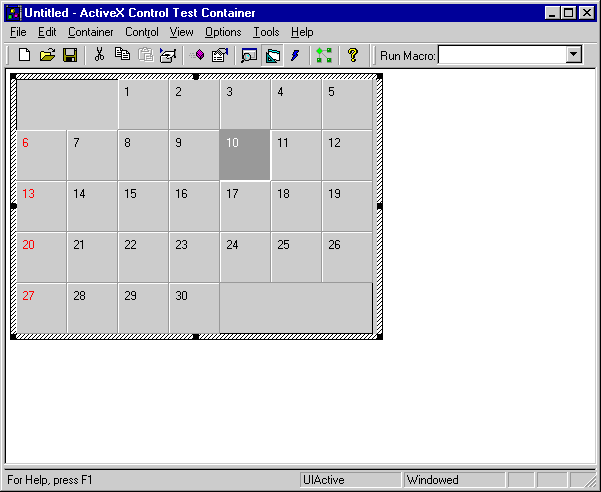 Untitled - ActiveX Control Test Container
File Edit Container Control View Options Tools Help
Run Macro:
1 2 3 4 5
6 7 8 9 10 11 12
13 14 15 16 17 18 19
20 21 22 23 24 25 26
27 28 29 30
For Help, press F1 UIActive Windowed